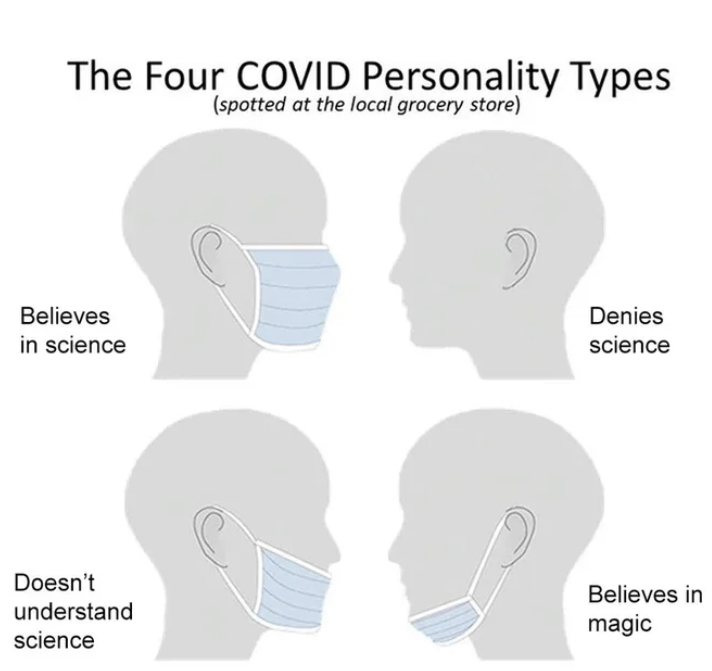 The Four COVID Personality Types
(spotted at the local grocery store)
Believes
in science
Denies
science
Doesn't
understand
science
Believes in
magic